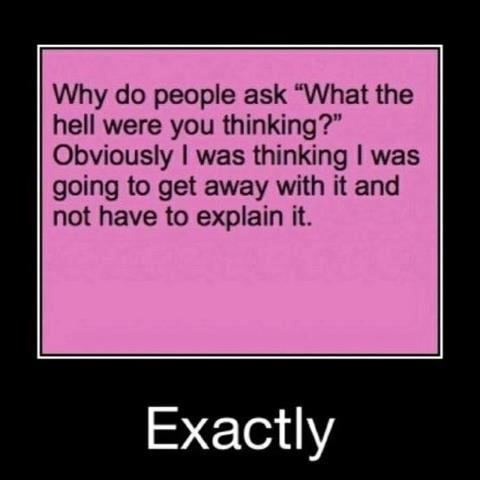 Why do people ask “What the
hell were you thinking?”
Obviously I was thinking I was
going to get away with it and
not have to explain it.
Exactly